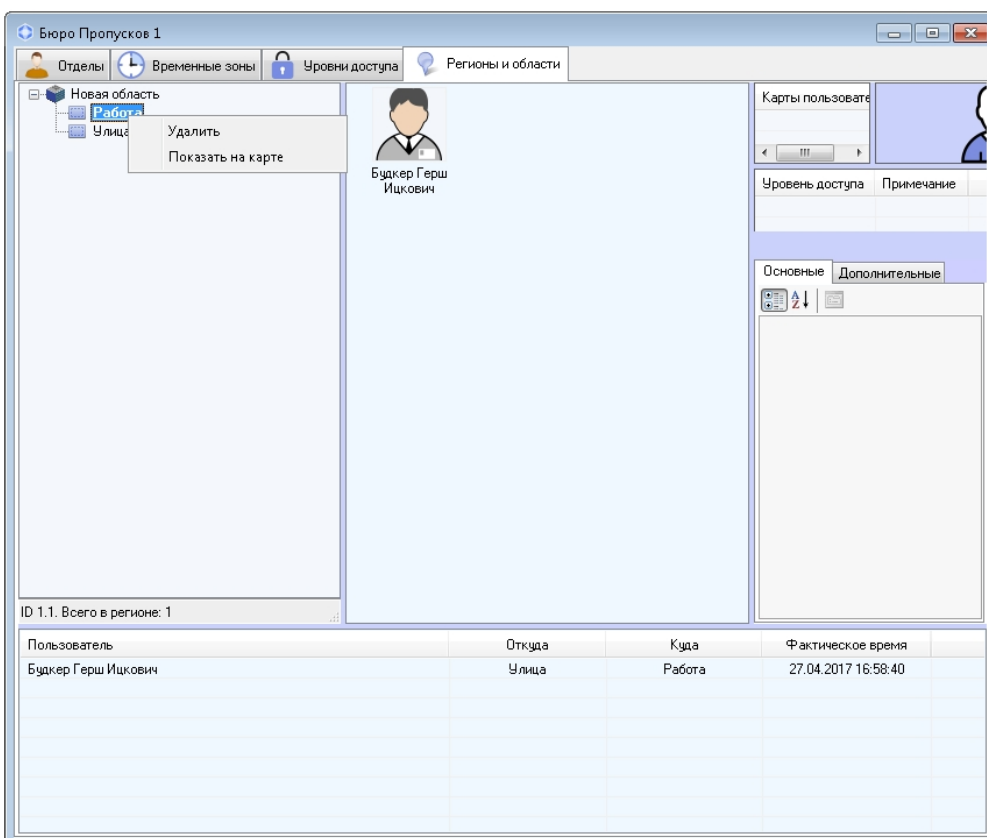 Бюро Пропусков 1
Отделы Временные зоны Уровни доступа Регионы и области
Новая область
Работа
Улица
Удалить
Показать на карте
Будкер Герш
Ицкович
Карты пользовате
Уровень доступа Примечание
Основные Дополнительные
ID 1.1. Всего в регионе: 1
Пользователь Откуда Куда Фактическое время
Будкер Герш Ицкович Улица Работа 27.04.2017 16:58:40